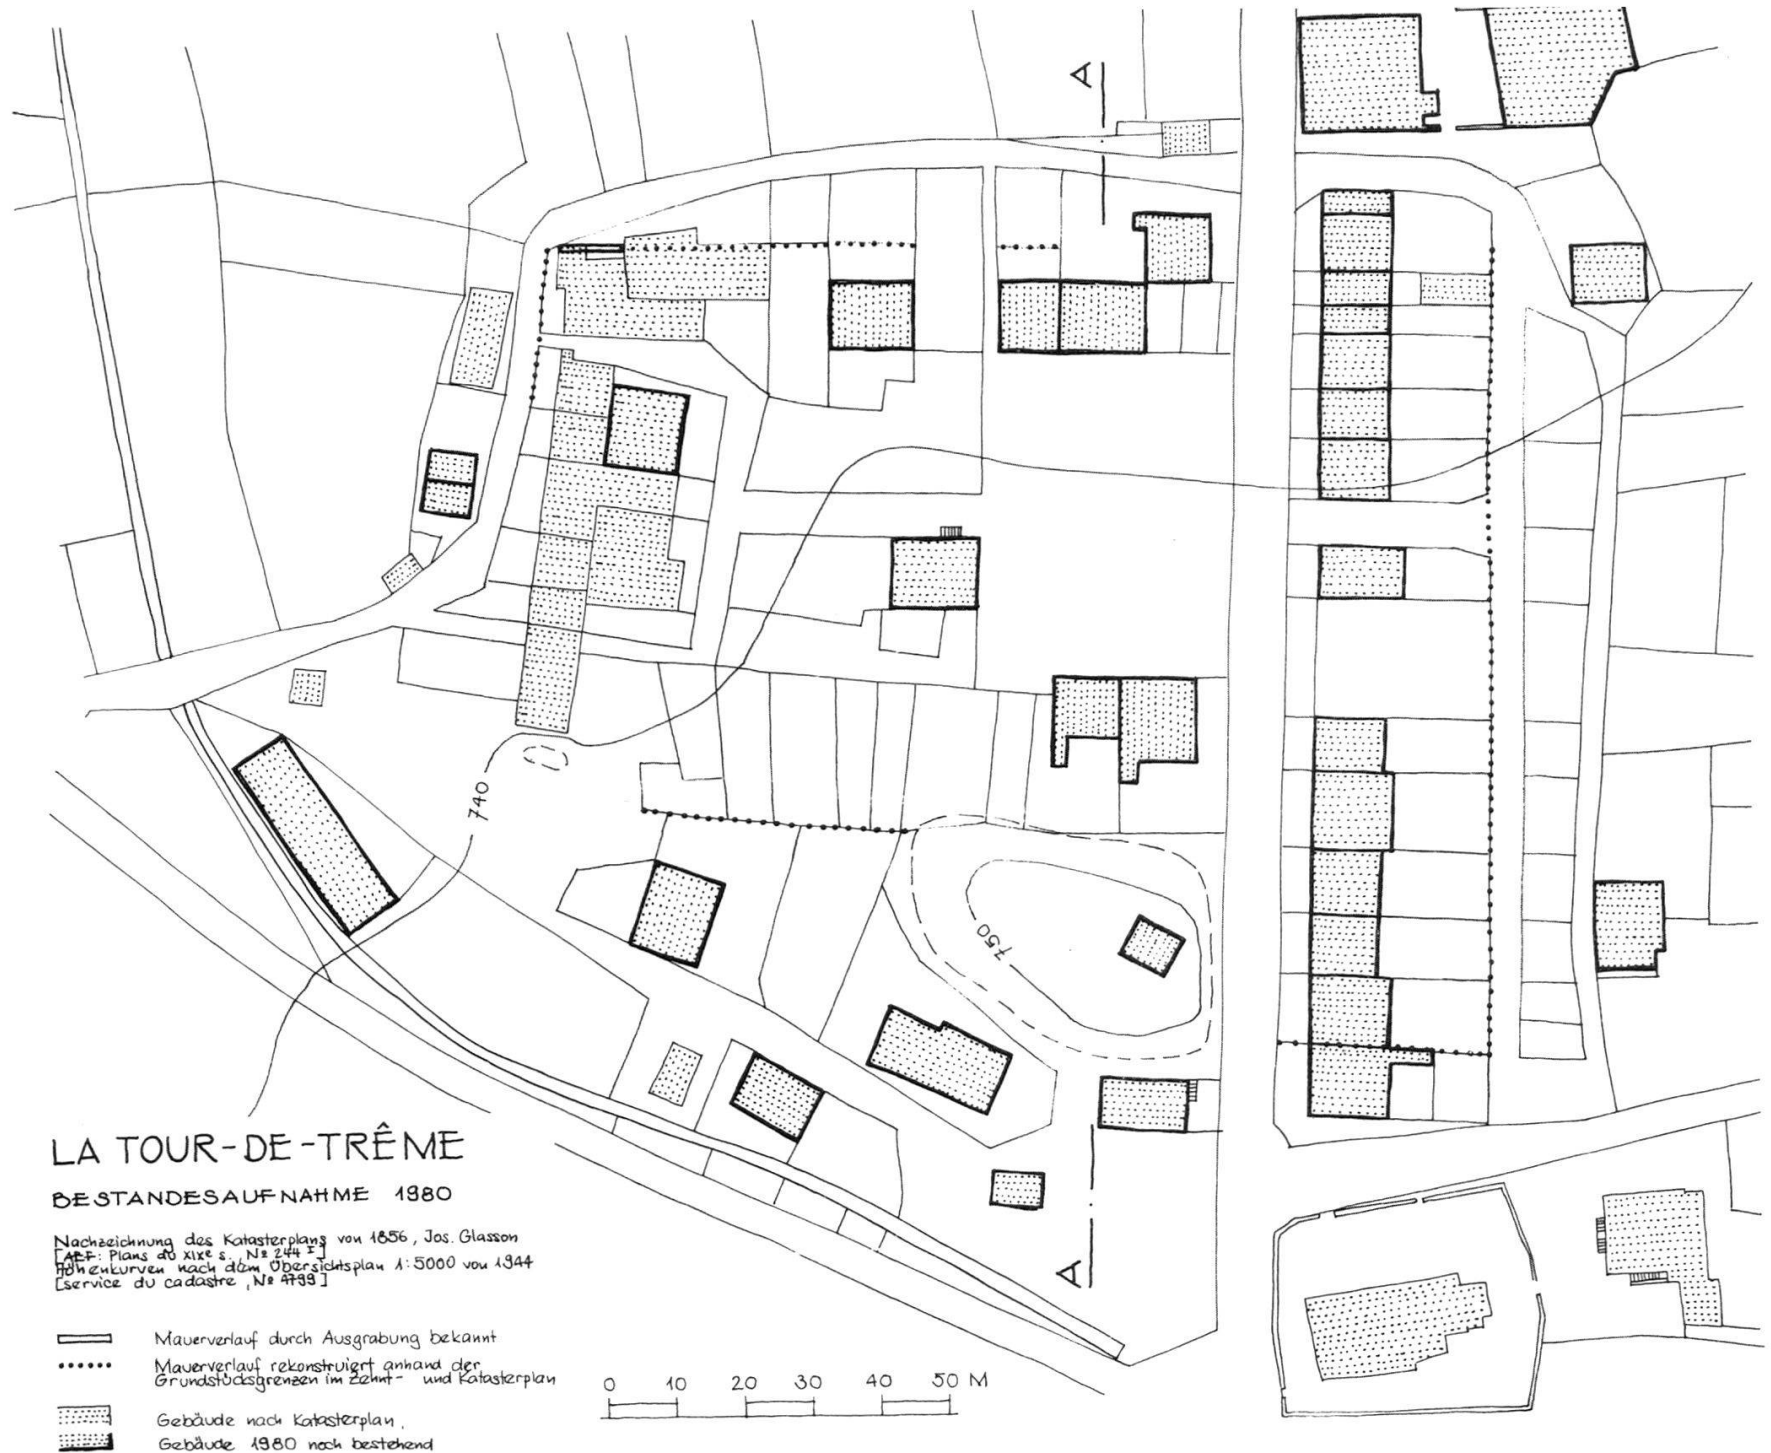 A
740
750
A
LA TOUR-DE-TRÊME
BESTANDESAUFNAHME 1980
Nachzeichnung des Katasterplans von 1856, Jos. Glasson
[AEF: Plans du XIXe s., No 244 I]
Höhenkurven nach dem Übersichtsplan 1:5000 von 1944
[service du cadastre, No 4799]
Mauerverlauf durch Ausgrabung bekannt
Mauerverlauf rekonstruiert anhand der
Grundstücksgrenzen im Zehnt- und Katasterplan
Gebäude nach Katasterplan,
Gebäude 1980 noch bestehend
0 10 20 30 40 50 M